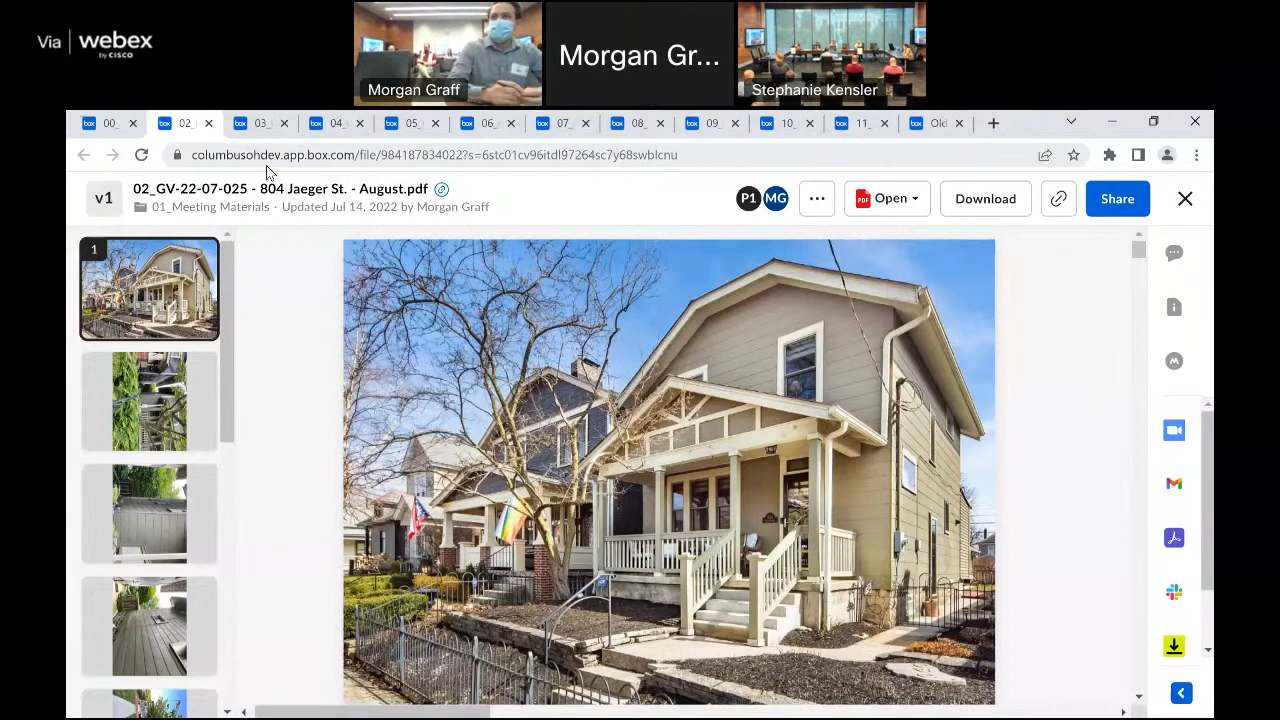 Via webex
by CISCO
Morgan Graff
Morgan Gr...
Stephanie Kensler
00_
02_
03_
04_
05_
06_
07_
08_
09_
10_
11_
Old
columbusohdev.app.box.com/file/984187834022?s=6stc01cv96itdl97264sc7y68swblcnu
v1
02_GV-22-07-025 - 804 Jaeger St. - August.pdf
01_Meeting Materials · Updated Jul 14, 2022 by Morgan Graff
P1 MG
PDF Open
Download
Share
1